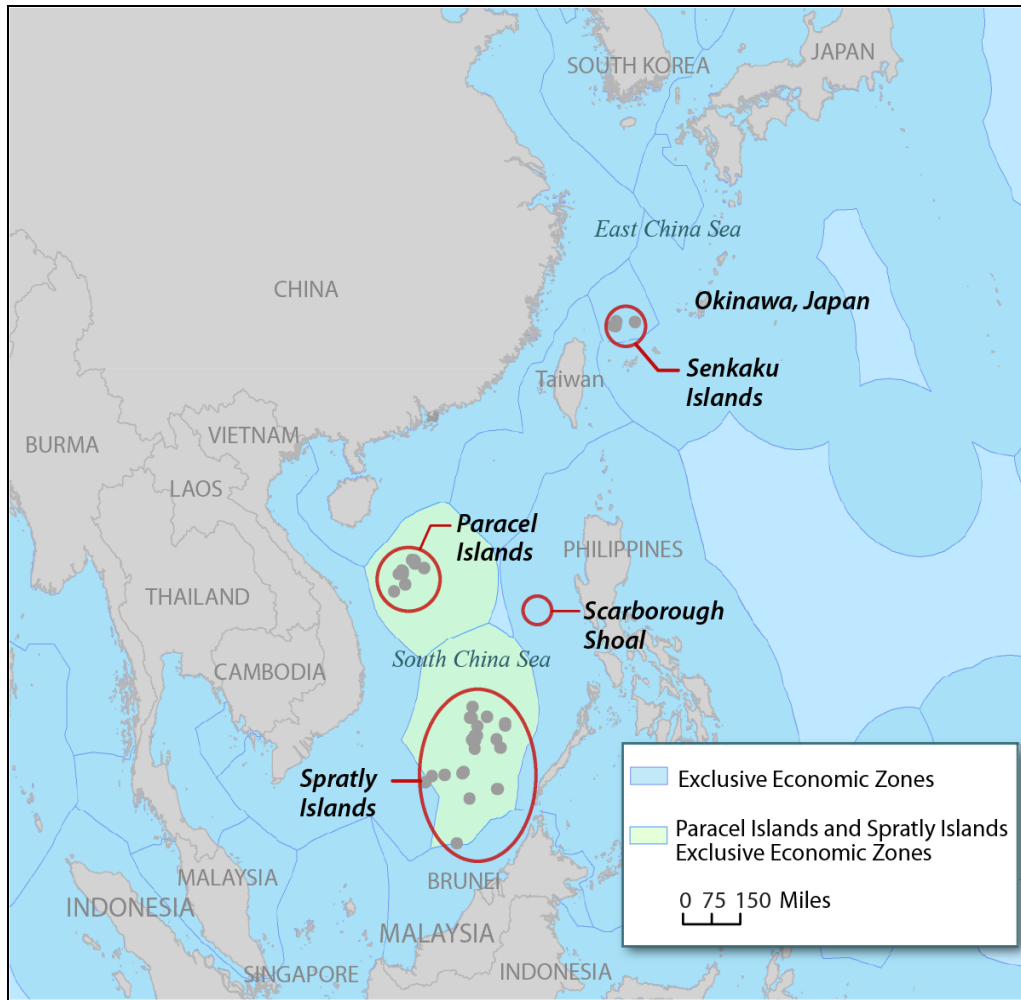 SOUTH KOREA
JAPAN
East China Sea
CHINA
Okinawa, Japan
Senkaku
Islands
Taiwan
BURMA
VIETNAM
LAOS
Paracel
Islands
PHILIPPINES
THAILAND
Scarborough
Shoal
CAMBODIA
South China Sea
Spratly
Islands
Exclusive Economic Zones
Paracel Islands and Spratly Islands
Exclusive Economic Zones
0 75 150 Miles
MALAYSIA
BRUNEI
INDONESIA
MALAYSIA
SINGAPORE
INDONESIA